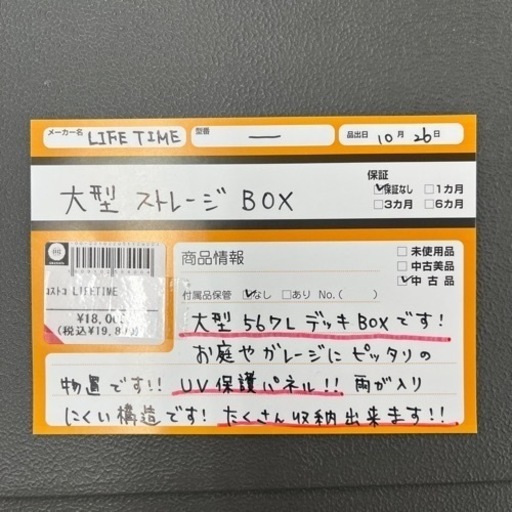 メーカー名 LIFE TIME 型番 — 品出日 10月 26日
保証
大型 ストレージ BOX
☑保証なし □1カ月
□3カ月 □6カ月
商品情報
□未使用品
□中古美品
☑中古品
付属品保管 ☑なし □あり No.( )
コストコ LIFETIME
大型 567L デッキBOXです!
お庭やガレージにピッタリの
物置です!! UV保護パネル!! 雨が入り
にくい構造です! たくさん収納出来ます!!